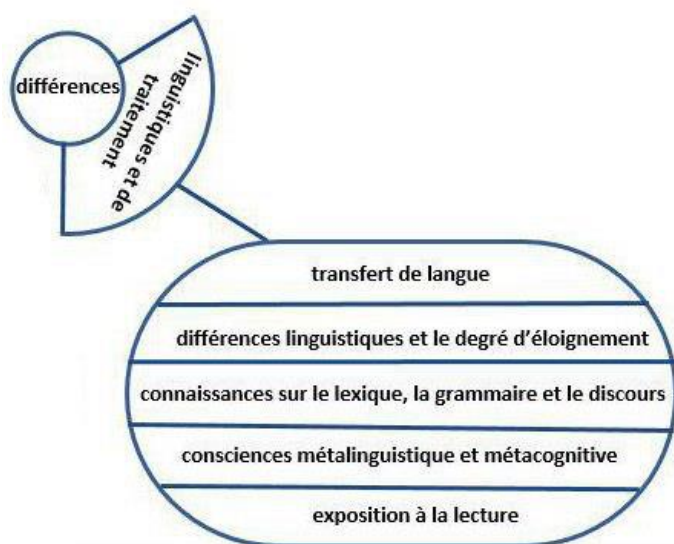 différences
linguistiques et de
traitement
transfert de langue
différences linguistiques et le degré d’éloignement
connaissances sur le lexique, la grammaire et le discours
consciences métalinguistique et métacognitive
exposition à la lecture